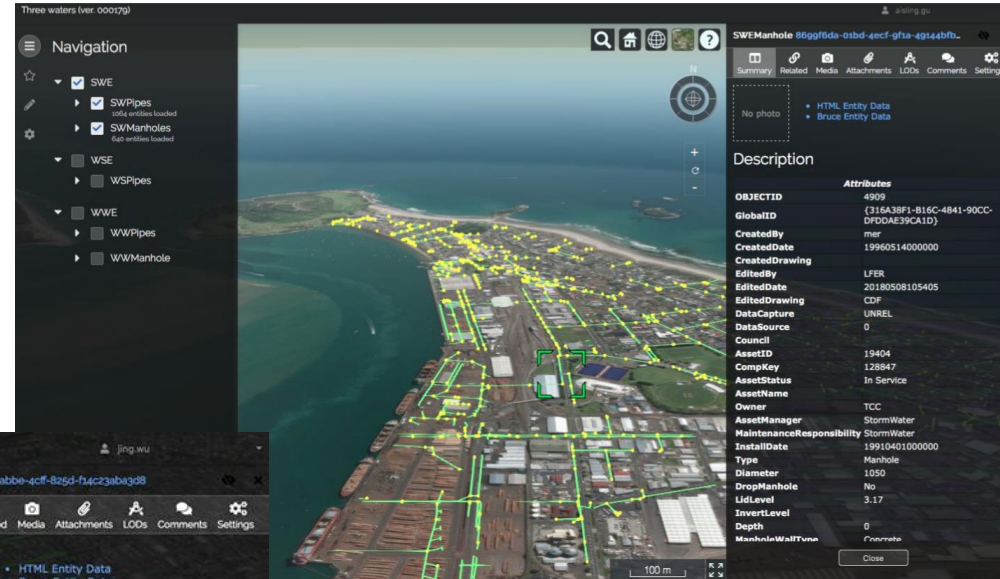 Three waters (ver. 000179)
aisling.gu
Navigation
SWE
SWPipes
1064 entities loaded
SWManholes
640 entities loaded
WSE
WSPipes
WWE
WWPipes
WWManhole
?
N
+
-
100 m
SWEManhole 8699f6da-01bd-4ecf-9f1a-49144bfb...
Summary Related Media Attachments LODs Comments Setting
No photo
HTML Entity Data
Bruce Entity Data
Description
Attributes
OBJECTID 4909
GlobalID {316A38F1-B16C-4841-90CC-
DFDDAE39CA1D}
CreatedBy mer
CreatedDate 19960514000000
CreatedDrawing
EditedBy LFER
EditedDate 20180508105405
EditedDrawing CDF
DataCapture UNREL
DataSource 0
Council
AssetID 19404
CompKey 128847
AssetStatus In Service
AssetName
Owner TCC
AssetManager StormWater
MaintenanceResponsibility StormWater
InstallDate 19910401000000
Type Manhole
Diameter 1050
DropManhole No
LidLevel 3.17
InvertLevel
Depth 0
ManholeWallType Concrete
Close
jing.wu
abbe-4cff-825d-f14c23aba3d8
Media Attachments LODs Comments Settings
HTML Entity Data